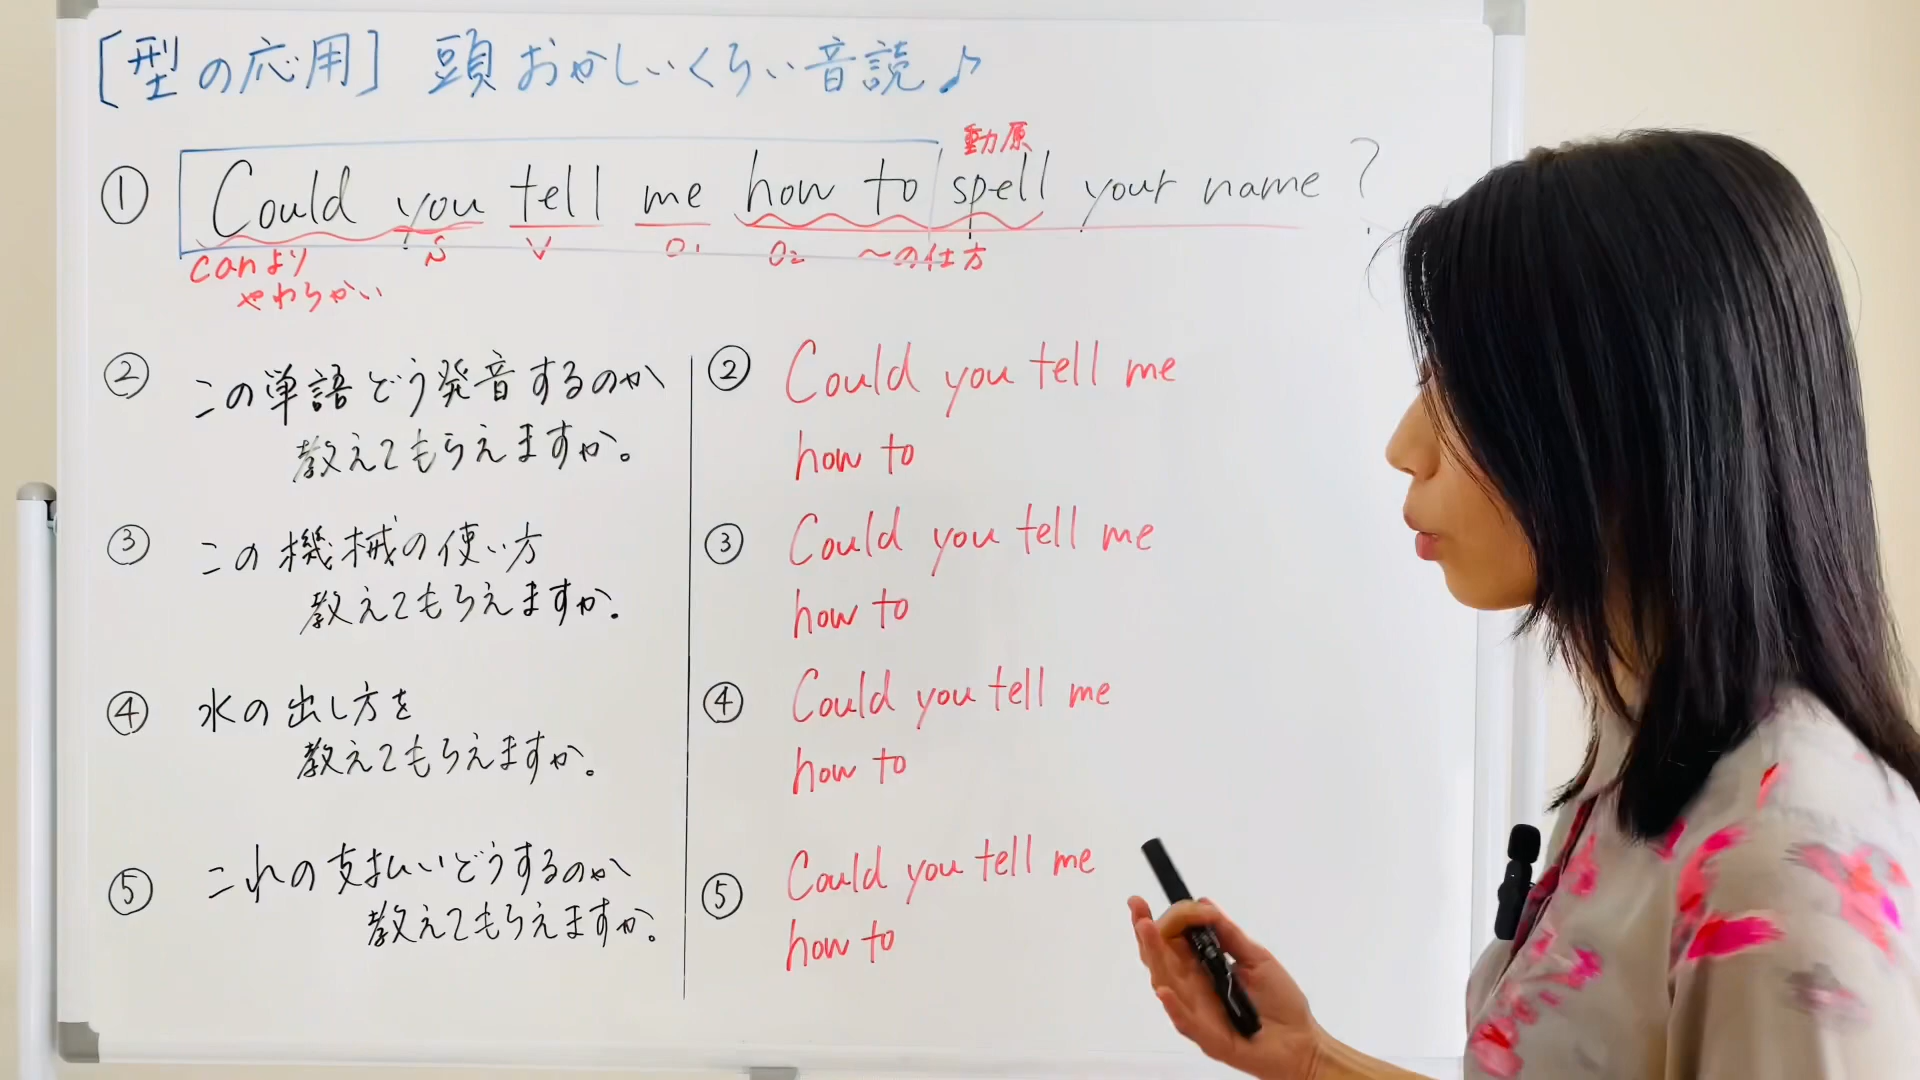 [型の応用] 頭おかしいくらい音読♪
動原
① Could you tell me how to spell your name?
S V O₁ O₂ 〜の仕方
canより
やわらかい
② この単語どう発音するのか
教えてもらえますか。
③ この機械の使い方
教えてもらえますか.
④ 水の出し方を
教えてもらえますか。
⑤ これの支払いどうするのか
教えてもらえますか。
② Could you tell me
how to
③ Could you tell me
how to
④ Could you tell me
how to
⑤ Could you tell me
how to